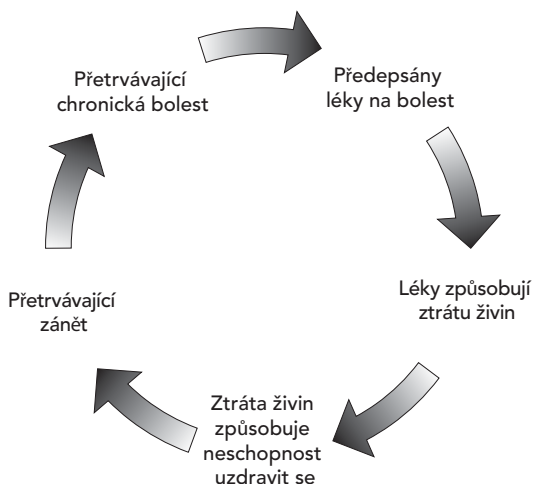 Přetrvávající
chronická bolest
Předepsány
léky na bolest
Léky způsobují
ztrátu živin
Ztráta živin
způsobuje
neschopnost
uzdravit se
Přetrvávající
zánět